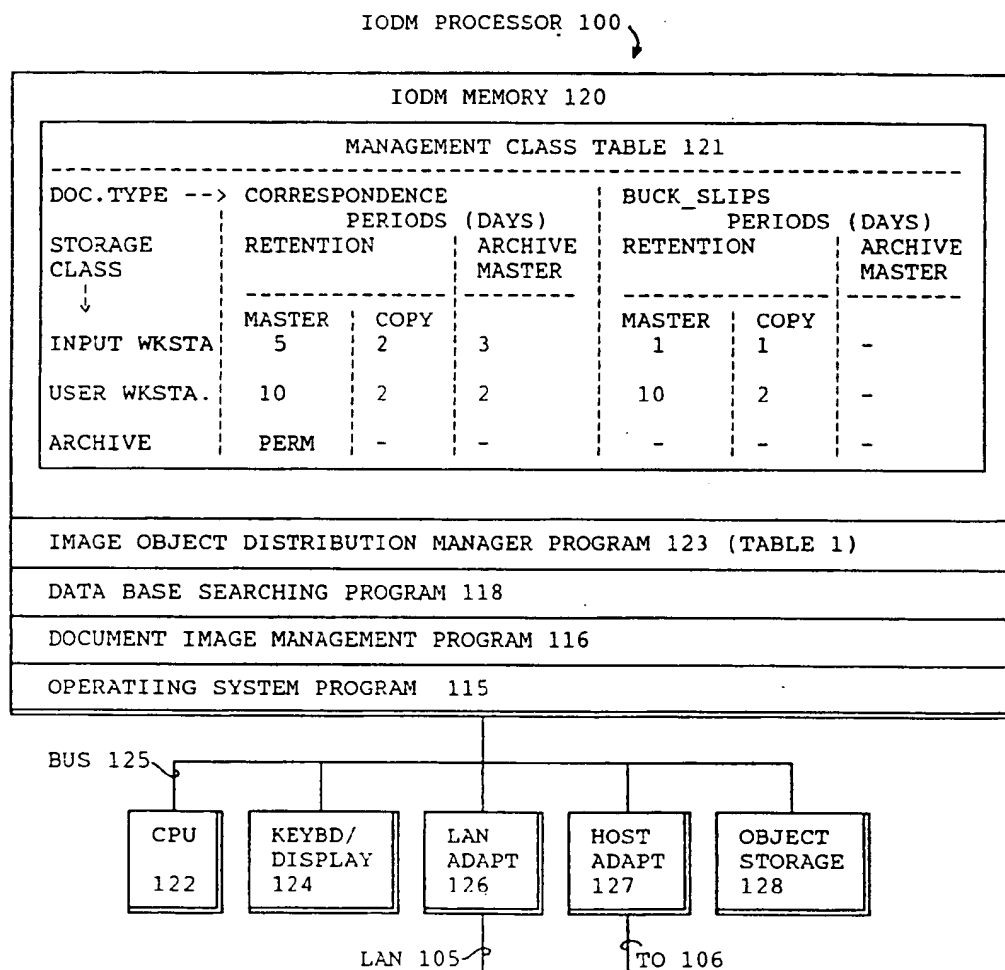 IODM PROCESSOR 100
IODM MEMORY 120
MANAGEMENT CLASS TABLE 121
DOC.TYPE --> CORRESPONDENCE BUCK_SLIPS
PERIODS (DAYS) PERIODS (DAYS)
STORAGE RETENTION ARCHIVE RETENTION ARCHIVE
CLASS MASTER MASTER
MASTER COPY MASTER COPY
INPUT WKSTA 5 2 3 1 1 -
USER WKSTA. 10 2 2 10 2 -
ARCHIVE PERM - - - - -
IMAGE OBJECT DISTRIBUTION MANAGER PROGRAM 123 (TABLE 1)
DATA BASE SEARCHING PROGRAM 118
DOCUMENT IMAGE MANAGEMENT PROGRAM 116
OPERATIING SYSTEM PROGRAM 115
BUS 125
CPU KEYBD/ LAN HOST OBJECT
DISPLAY ADAPT ADAPT STORAGE
122 124 126 127 128
LAN 105 TO 106